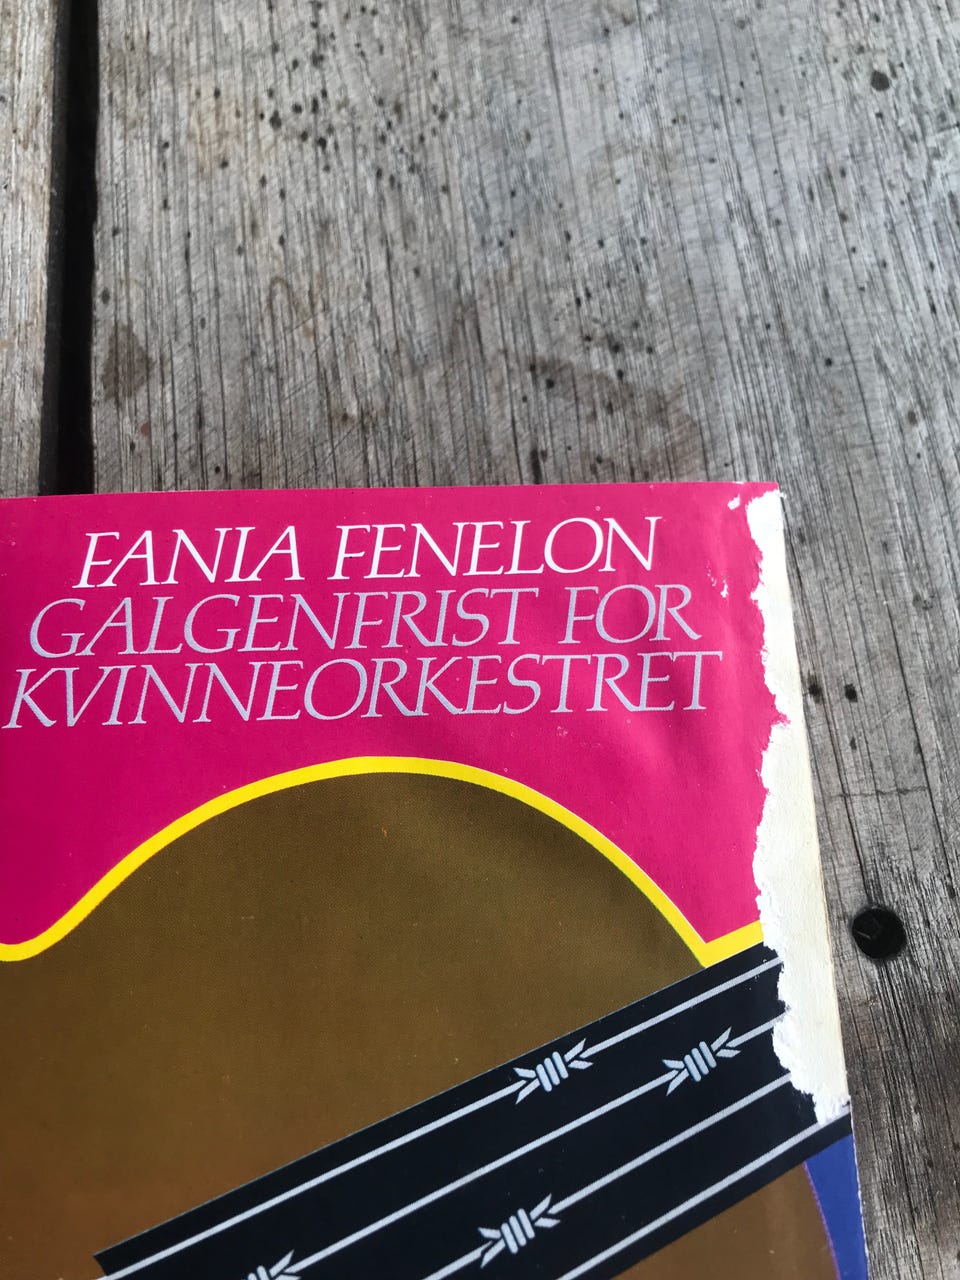 FANIA FENELON
GALGENFRIST FOR
KVINNEORKESTRET